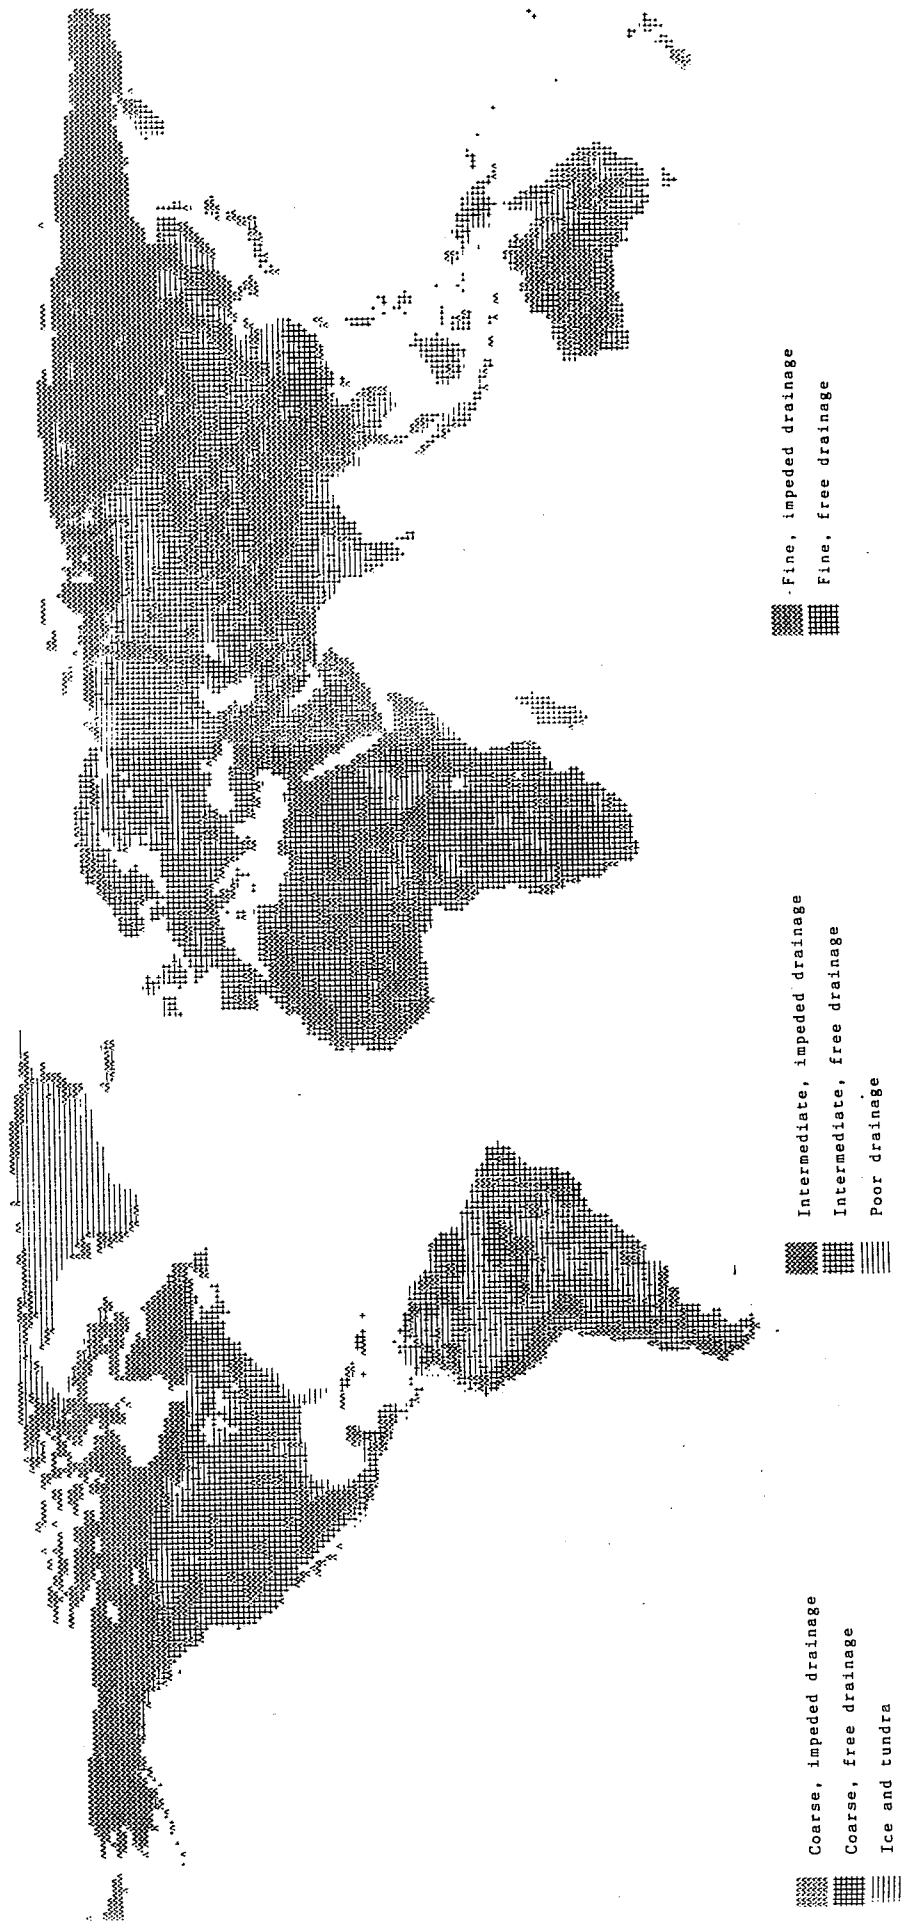 Coarse, impeded drainage
Coarse, free drainage
Ice and tundra
Intermediate, impeded drainage
Intermediate, free drainage
Poor drainage
Fine, impeded drainage
Fine, free drainage